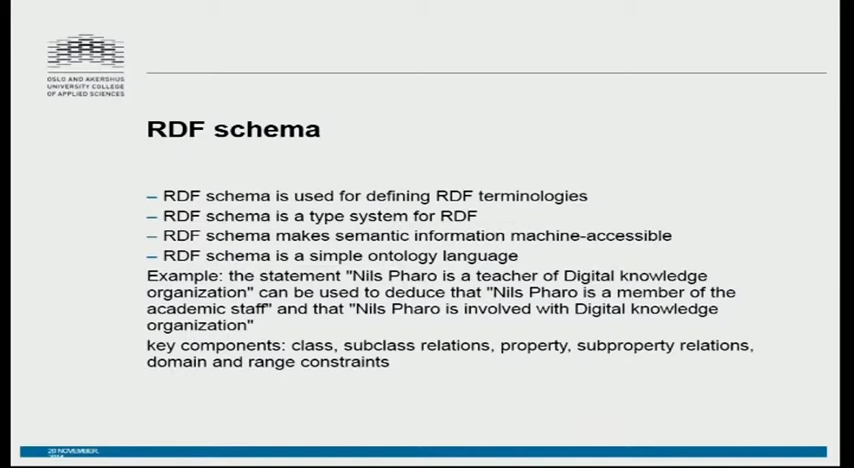 OSLO AND AKERSHUS
UNIVERSITY COLLEGE
OF APPLIED SCIENCES
RDF schema
– RDF schema is used for defining RDF terminologies
– RDF schema is a type system for RDF
– RDF schema makes semantic information machine-accessible
– RDF schema is a simple ontology language
Example: the statement "Nils Pharo is a teacher of Digital knowledge
organization" can be used to deduce that "Nils Pharo is a member of the
academic staff" and that "Nils Pharo is involved with Digital knowledge
organization"
key components: class, subclass relations, property, subproperty relations,
domain and range constraints
20 NOVEMBER,